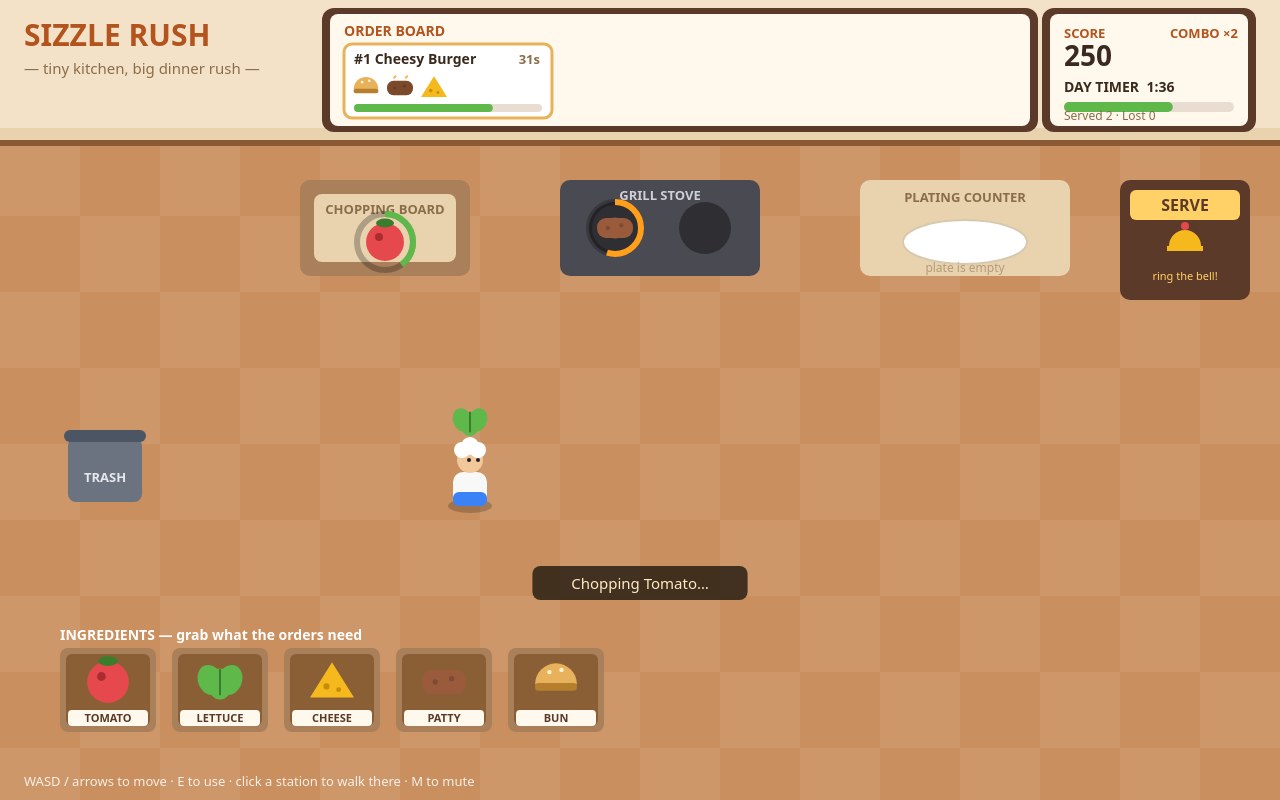 SIZZLE RUSH
— tiny kitchen, big dinner rush —
ORDER BOARD
#1 Cheesy Burger 31s
SCORE COMBO ×2
250
DAY TIMER 1:36
Served 2 · Lost 0
CHOPPING BOARD
GRILL STOVE
PLATING COUNTER
plate is empty
SERVE
ring the bell!
TRASH
Chopping Tomato...
INGREDIENTS — grab what the orders need
TOMATO
LETTUCE
CHEESE
PATTY
BUN
WASD / arrows to move · E to use · click a station to walk there · M to mute